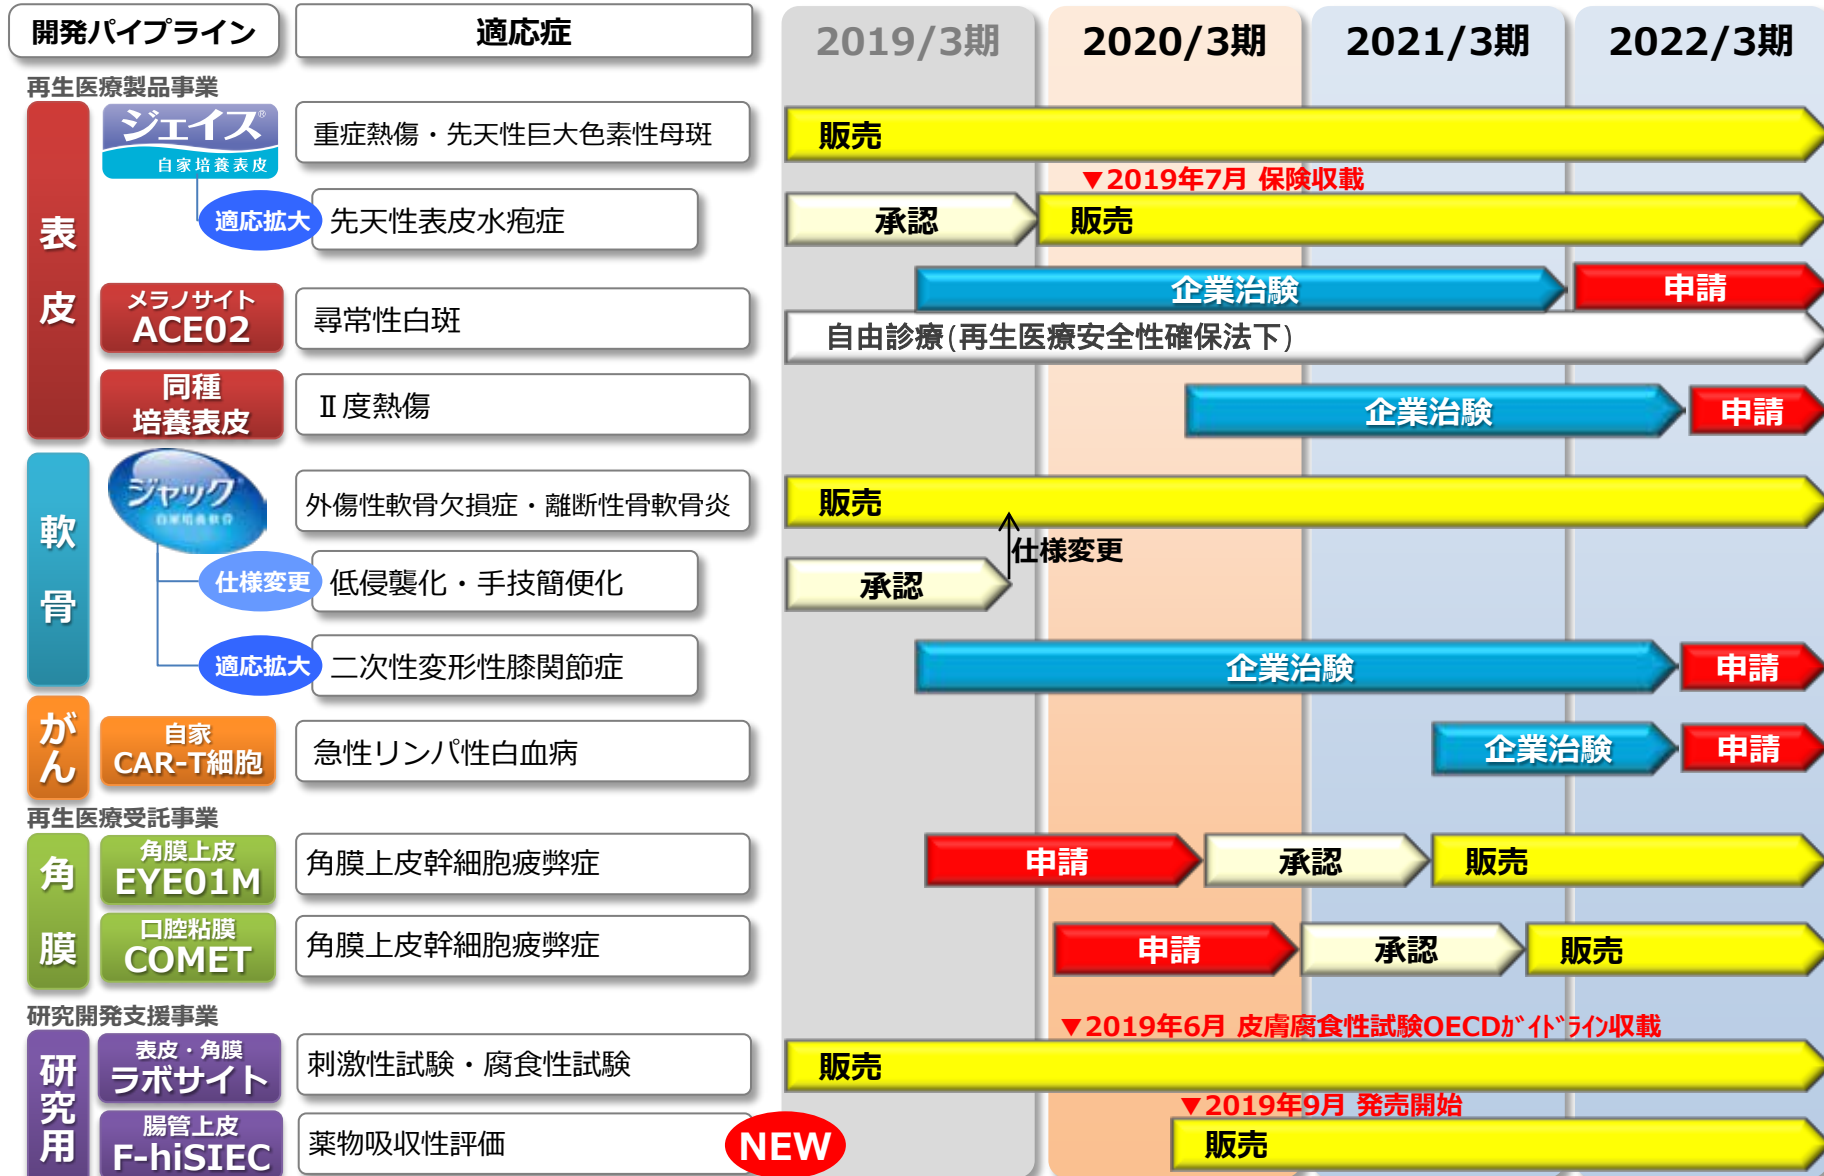 開発パイプライン 適応症 2019/3期 2020/3期 2021/3期 2022/3期
再生医療製品事業
表皮
ジェイス®
自家培養表皮
重症熱傷・先天性巨大色素性母斑
販売
▼2019年7月 保険収載
適応拡大
先天性表皮水疱症
承認
販売
メラノサイト
ACE02
尋常性白斑
企業治験
申請
自由診療(再生医療安全性確保法下)
同種
培養表皮
Ⅱ度熱傷
企業治験
申請
軟骨
ジャック
自家培養軟骨
外傷性軟骨欠損症・離断性骨軟骨炎
販売
仕様変更
仕様変更
低侵襲化・手技簡便化
承認
適応拡大
二次性変形性膝関節症
企業治験
申請
がん
自家
CAR-T細胞
急性リンパ性白血病
企業治験
申請
再生医療受託事業
角膜
角膜上皮
EYE01M
角膜上皮幹細胞疲弊症
申請
承認
販売
口腔粘膜
COMET
角膜上皮幹細胞疲弊症
申請
承認
販売
研究開発支援事業
▼2019年6月 皮膚腐食性試験OECDｶﾞｲﾄﾞﾗｲﾝ収載
研究用
表皮・角膜
ラボサイト
刺激性試験・腐食性試験
販売
▼2019年9月 発売開始
腸管上皮
F-hiSIEC
薬物吸収性評価
NEW
販売